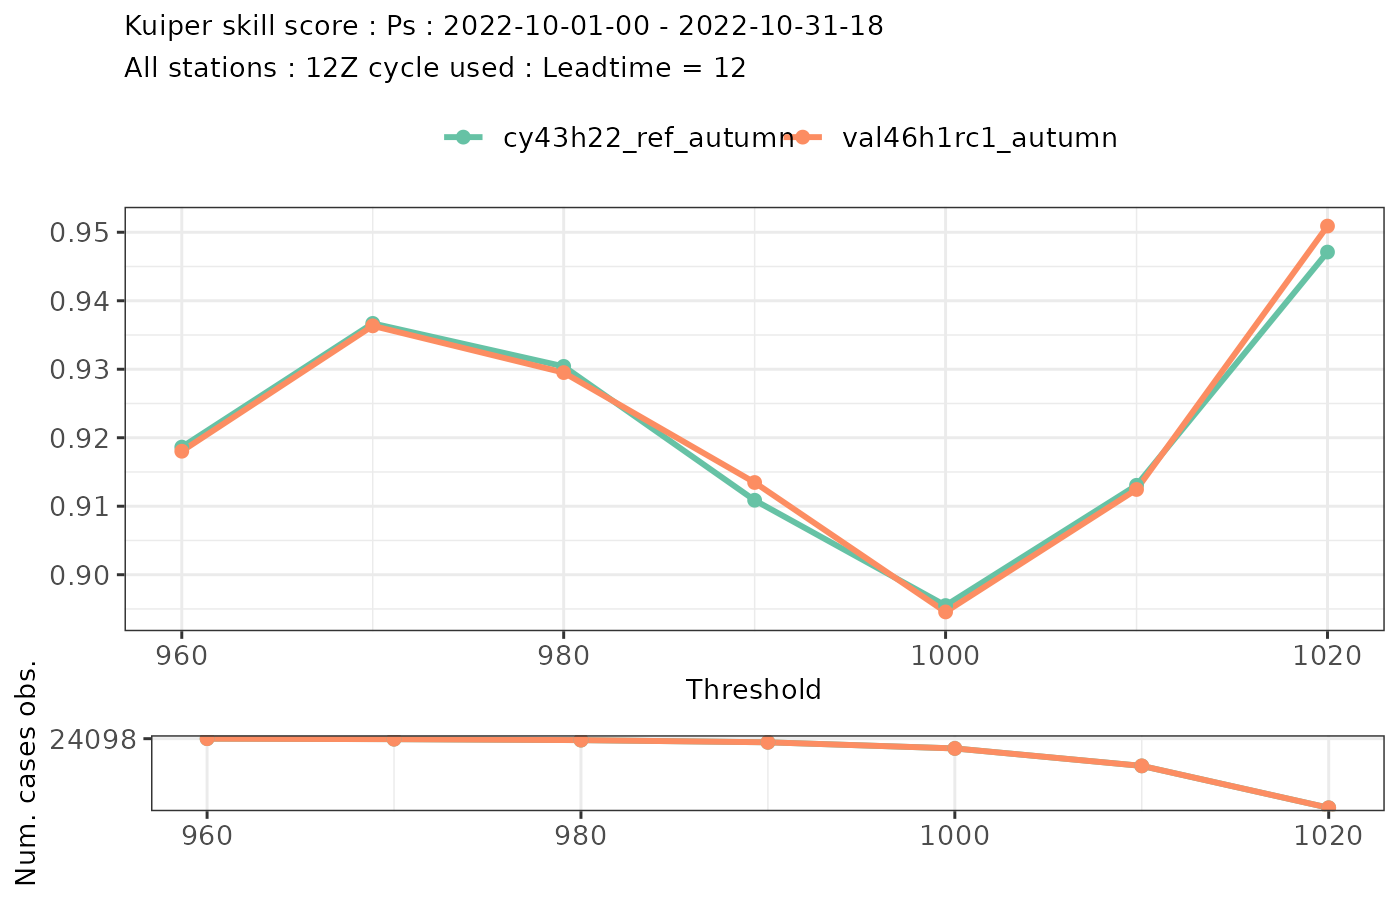 Kuiper skill score : Ps : 2022-10-01-00 - 2022-10-31-18
All stations : 12Z cycle used : Leadtime = 12
cy43h22_ref_autumn val46h1rc1_autumn
0.95
0.94
0.93
0.92
0.91
0.90
960 980 1000 1020
Threshold
Num. cases obs.
24098
960 980 1000 1020